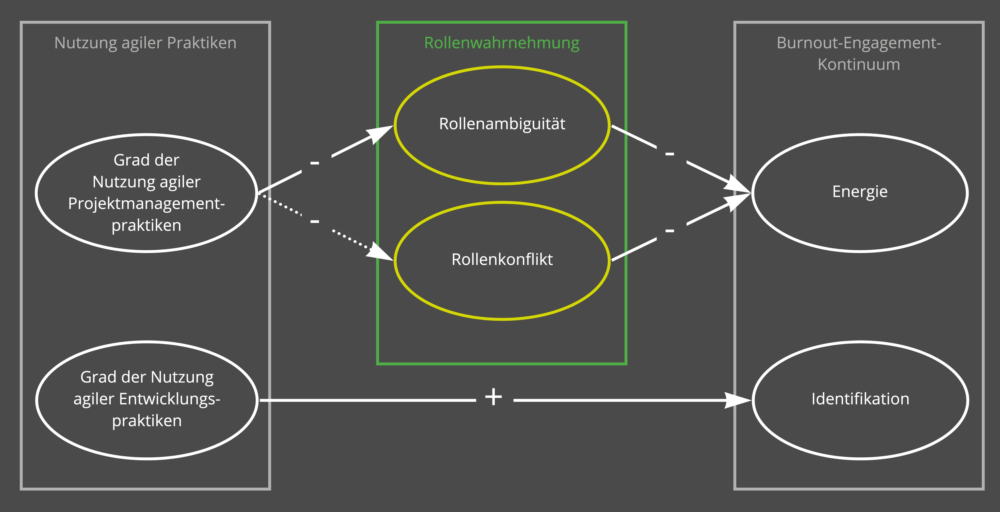 Nutzung agiler Praktiken
Grad der
Nutzung agiler
Projektmanagement-
praktiken
Grad der Nutzung
agiler Entwicklungs-
praktiken
-
-
Rollenwahrnehmung
Rollenambiguität
Rollenkonflikt
+
-
-
Burnout-Engagement-
Kontinuum
Energie
Identifikation